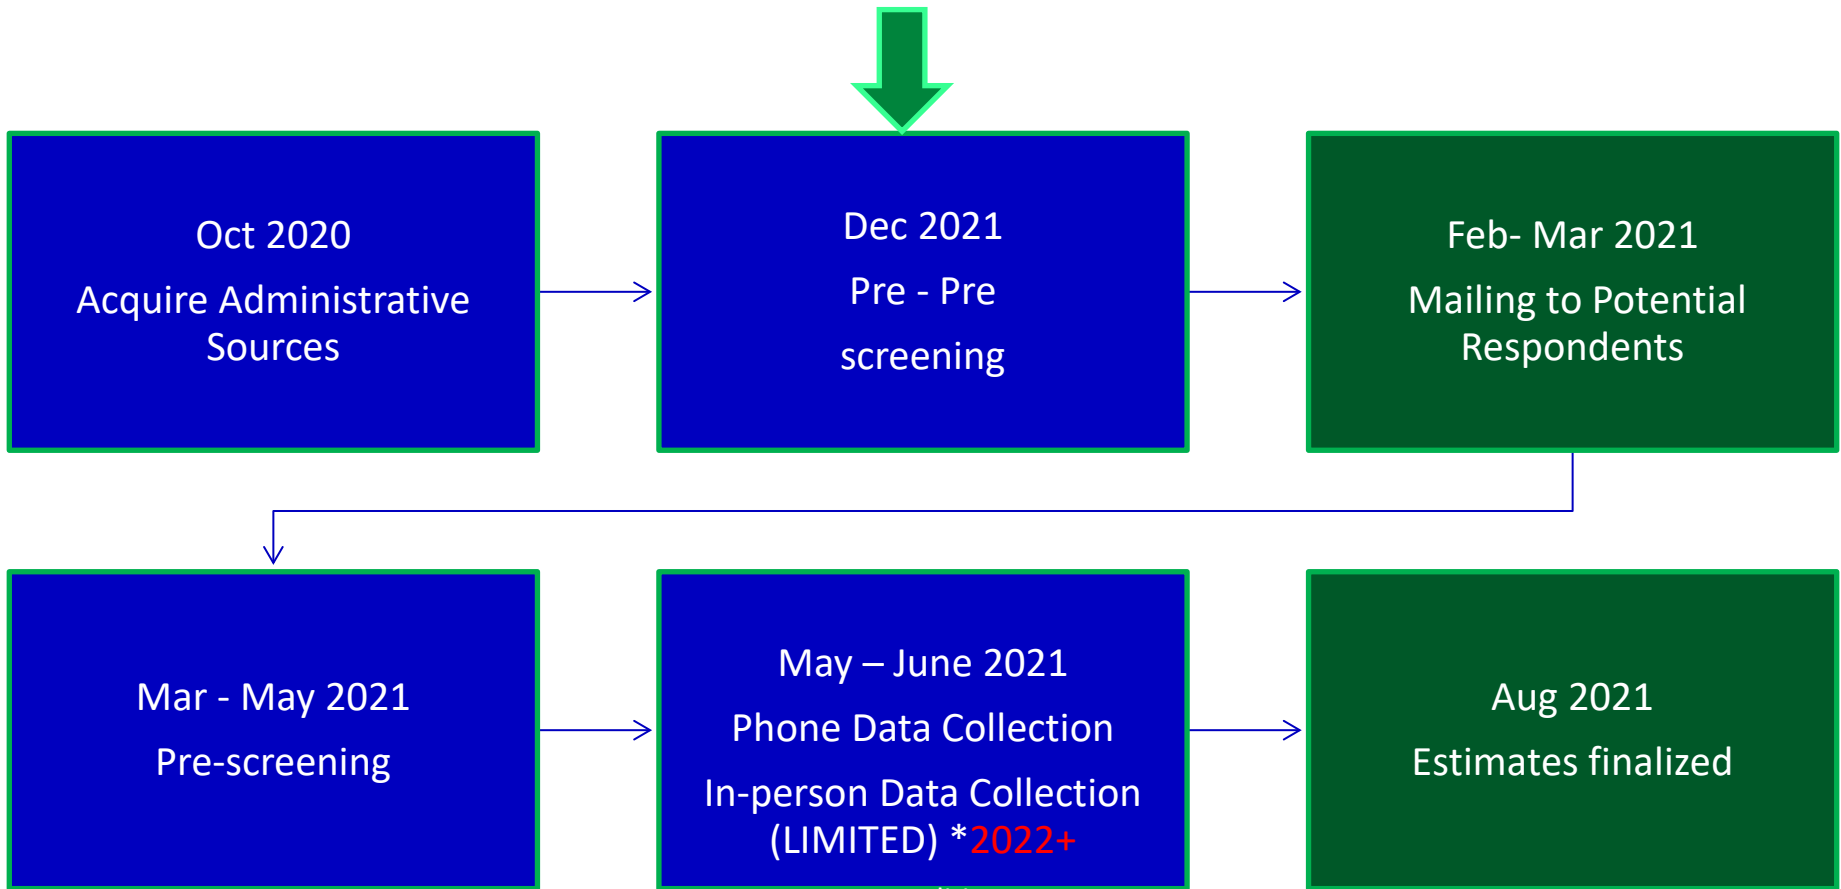 Oct 2020
Acquire Administrative
Sources
Dec 2021
Pre - Pre
screening
Feb- Mar 2021
Mailing to Potential
Respondents
Mar - May 2021
Pre-screening
May – June 2021
Phone Data Collection
In-person Data Collection
(LIMITED) *2022+
Aug 2021
Estimates finalized